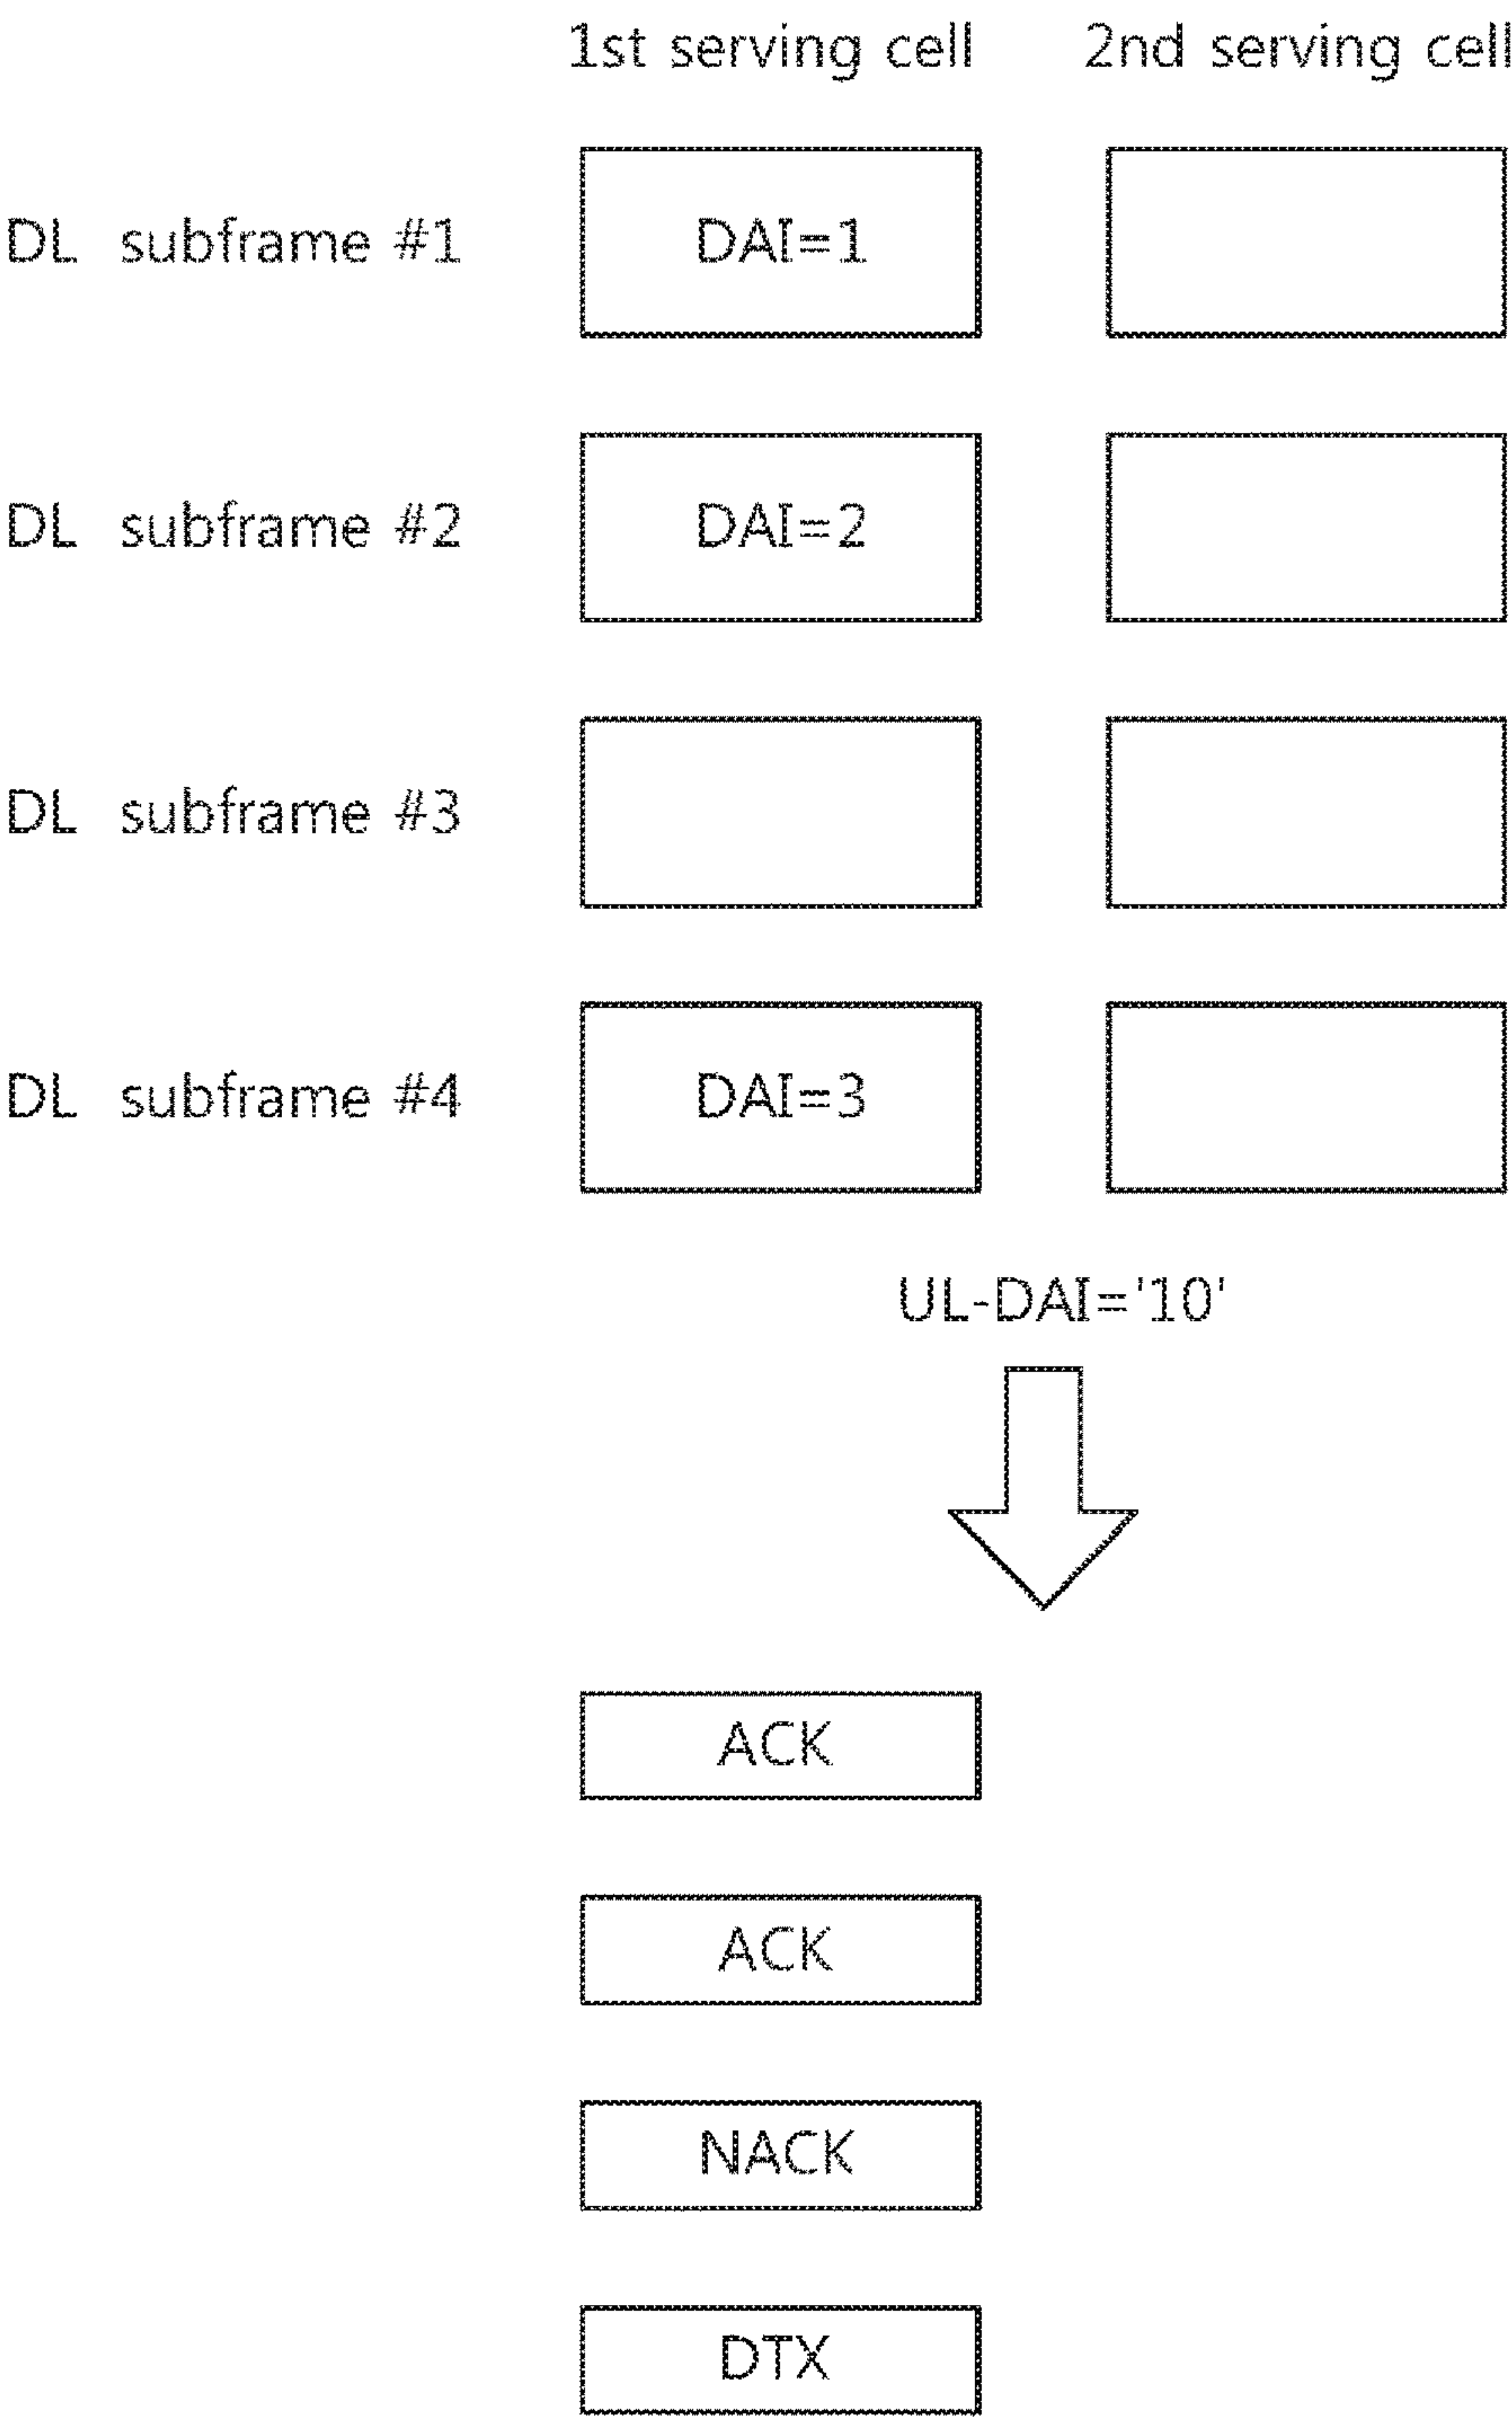 1st serving cell 2nd serving cell
DL subframe #1 DAI=1
DL subframe #2 DAI=2
DL subframe #3
DL subframe #4 DAI=3
UL-DAI='10'
ACK
ACK
NACK
DTX